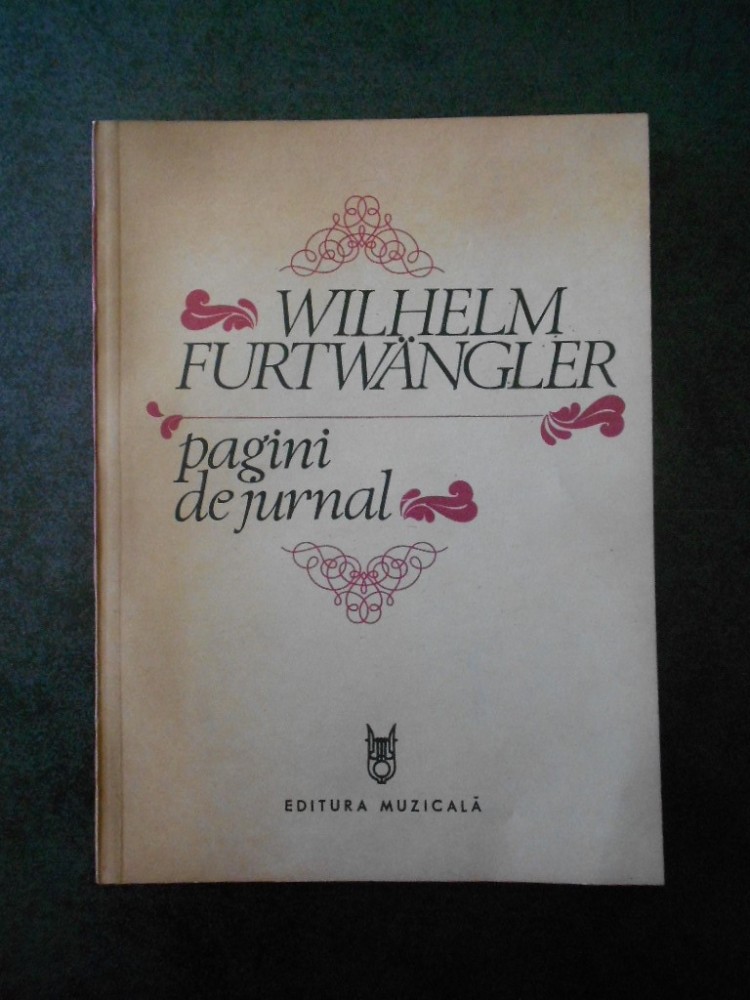 WILHELM
FURTWÄNGLER
pagini
de jurnal
EDITURA MUZICALĂ